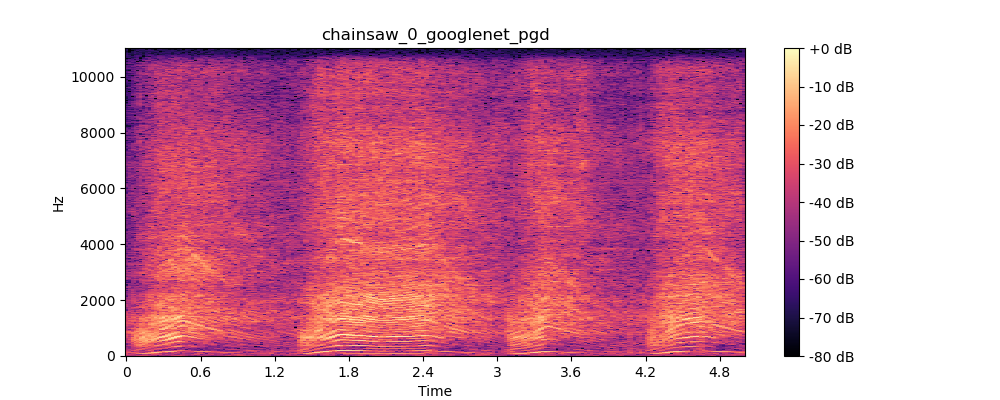 chainsaw_0_googlenet_pgd
Hz
10000
8000
6000
4000
2000
0
0 0.6 1.2 1.8 2.4 3 3.6 4.2 4.8
Time
+0 dB
-10 dB
-20 dB
-30 dB
-40 dB
-50 dB
-60 dB
-70 dB
-80 dB